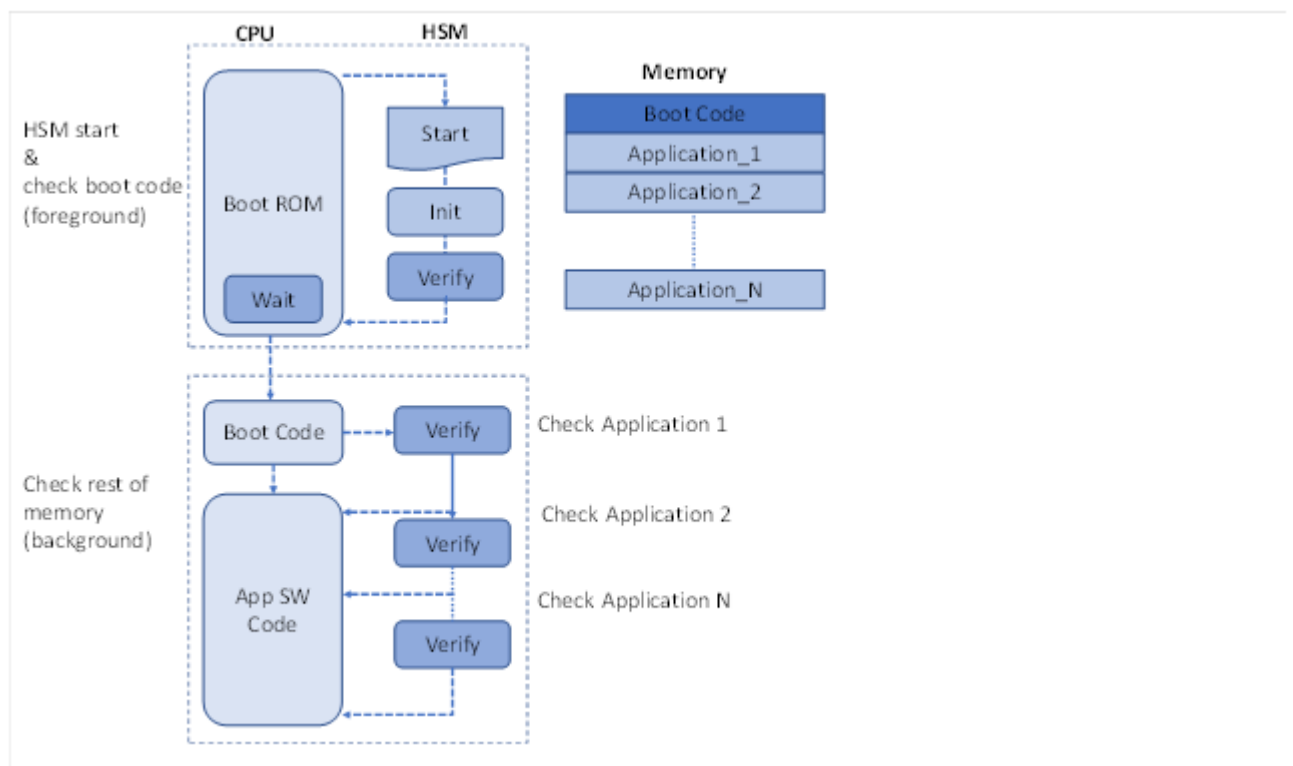 CPU
HSM
Memory
HSM start
&
check boot code
(foreground)
Boot ROM
Wait
Start
Init
Verify
Boot Code
Application_1
Application_2
Application_N
Check rest of
memory
(background)
Boot Code
App SW
Code
Verify
Check Application 1
Verify
Check Application 2
Verify
Check Application N